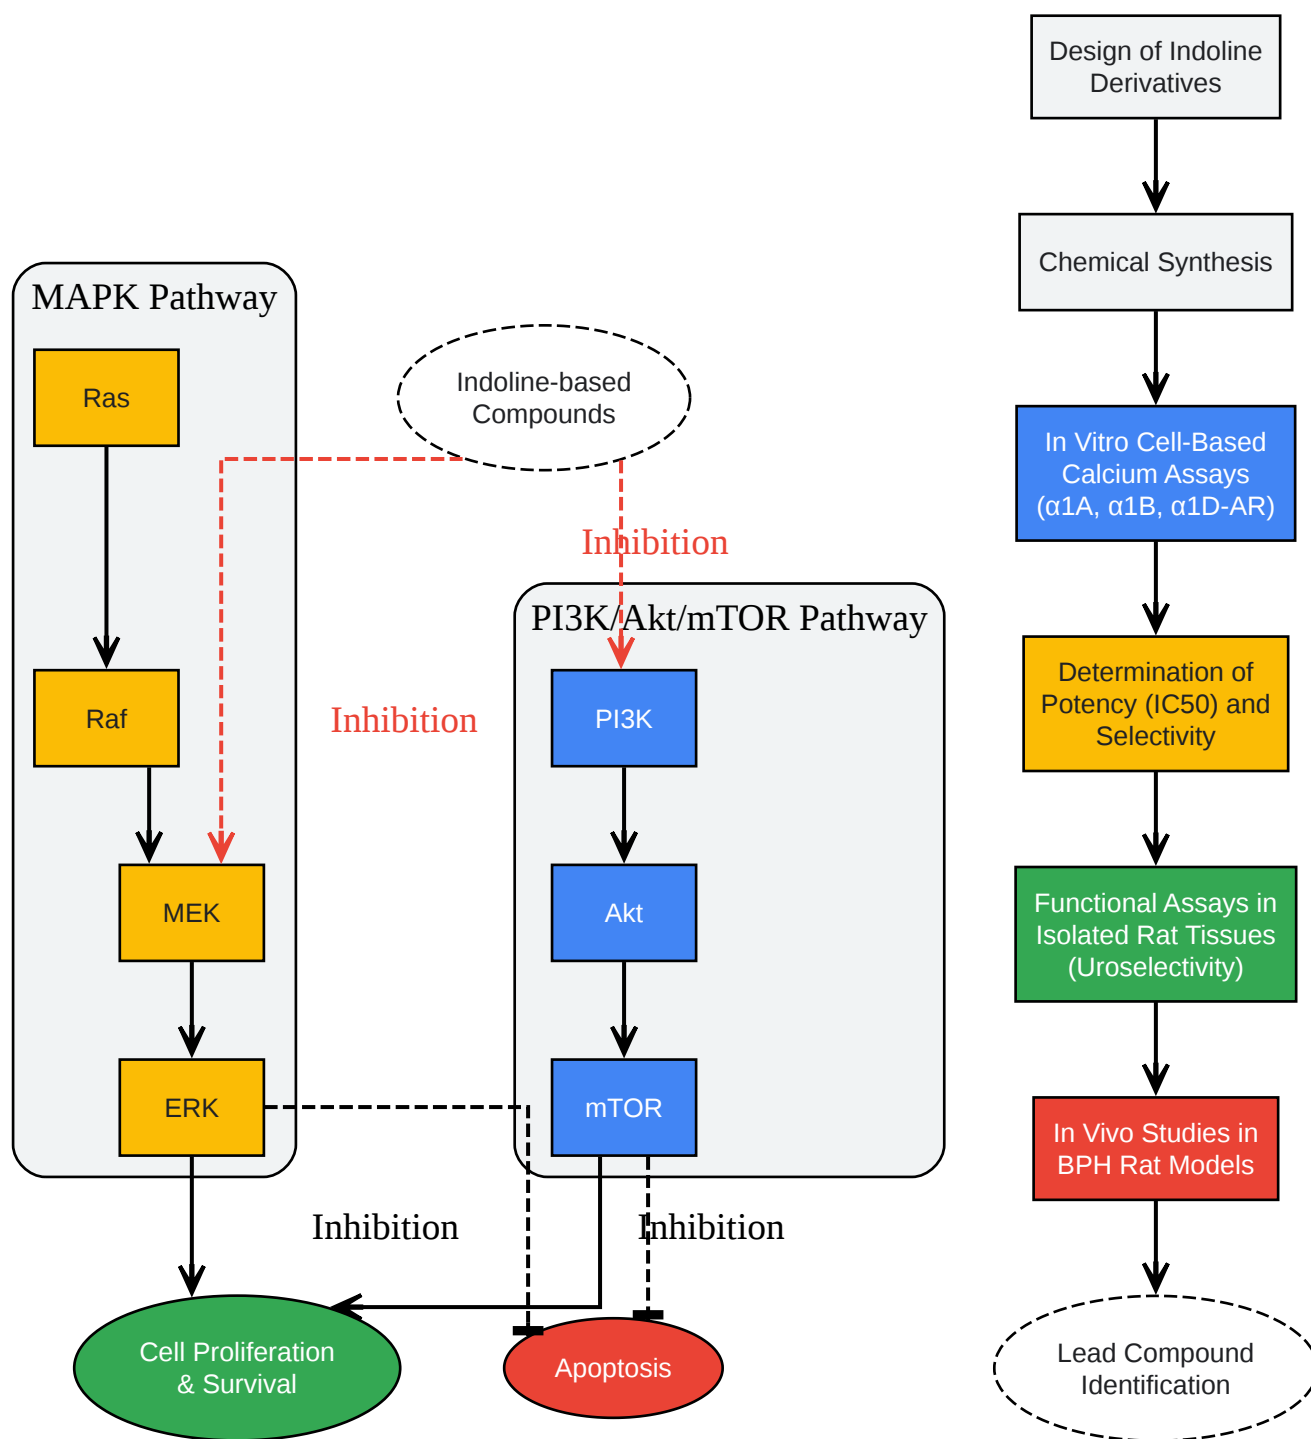 MAPK Pathway
Ras
Raf
MEK
ERK
Indoline-based
Compounds
Inhibition
Inhibition
PI3K/Akt/mTOR Pathway
PI3K
Akt
mTOR
Inhibition
Inhibition
Cell Proliferation
& Survival
Apoptosis
Design of Indoline
Derivatives
Chemical Synthesis
In Vitro Cell-Based
Calcium Assays
(α1A, α1B, α1D-AR)
Determination of
Potency (IC50) and
Selectivity
Functional Assays in
Isolated Rat Tissues
(Uroselectivity)
In Vivo Studies in
BPH Rat Models
Lead Compound
Identification